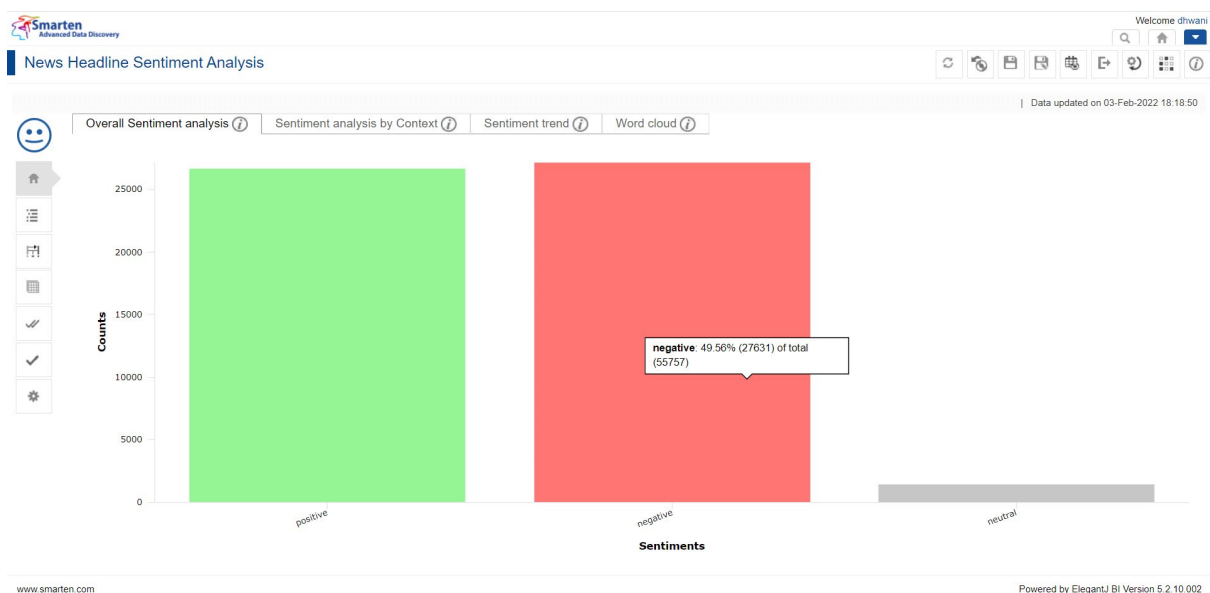 Smarten
Advanced Data Discovery
Welcome dhwani
News Headline Sentiment Analysis
| Data updated on 03-Feb-2022 18:18:50
Overall Sentiment analysis Sentiment analysis by Context Sentiment trend Word cloud
25000
20000
15000
10000
5000
0
Counts
negative: 49.56% (27631) of total
(55757)
positive negative neutral
Sentiments
www.smarten.com Powered by ElegantJ BI Version 5.2.10.002